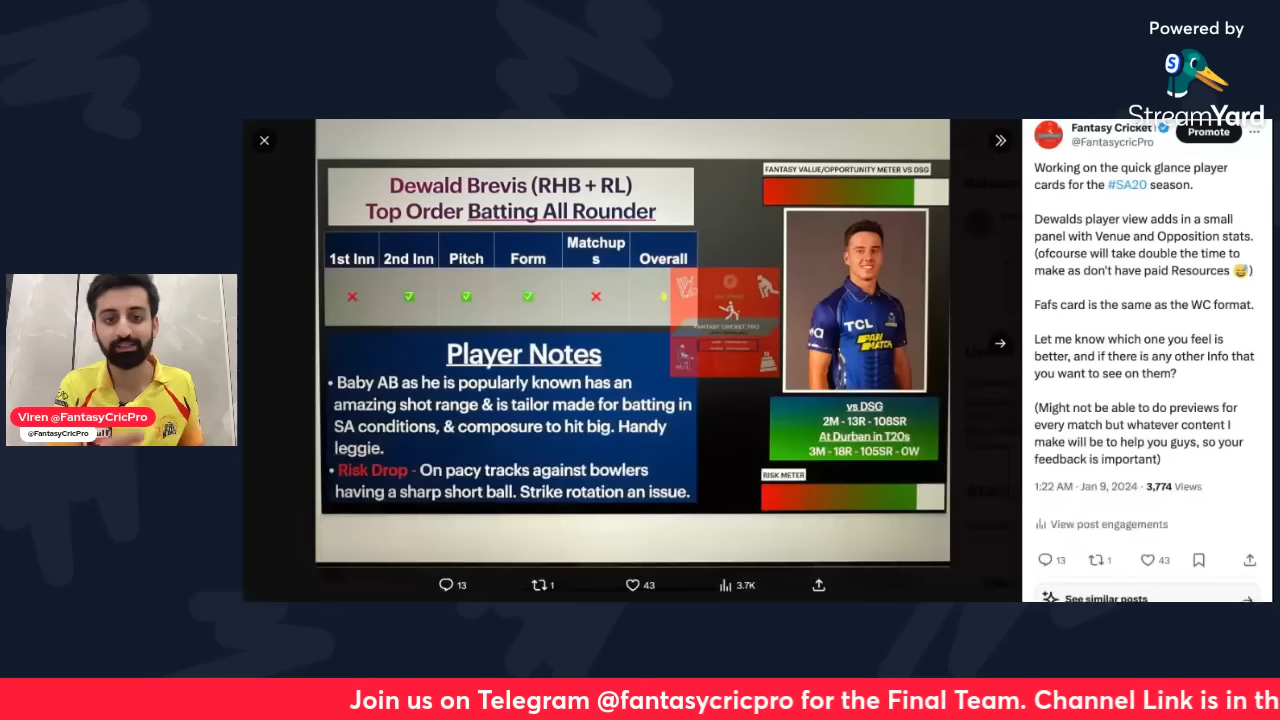 Powered by
StreamYard
Fantasy Cricket
@FantasycricPro
Promote
Working on the quick glance player
cards for the #SA20 season.
Dewalds player view adds in a small
panel with Venue and Opposition stats.
(ofcourse will take double the time to
make as don't have paid Resources 😅)
Fafs card is the same as the WC format.
Let me know which one you feel is
better, and if there is any other Info that
you want to see on them?
(Might not be able to do previews for
every match but whatever content I
make will be to help you guys, so your
feedback is important)
1:22 AM · Jan 9, 2024 · 3,774 Views
View post engagements
13 1 43
See similar posts
Dewald Brevis (RHB + RL)
Top Order Batting All Rounder
1st Inn 2nd Inn Pitch Form Matchup
s Overall
❌ ✅ ✅ ✅ ❌
Player Notes
• Baby AB as he is popularly known has an
amazing shot range & is tailor made for batting in
SA conditions, & composure to hit big. Handy
leggie.
• Risk Drop - On pacy tracks against bowlers
having a sharp short ball. Strike rotation an issue.
FANTASY VALUE/OPPORTUNITY METER VS DSG
TCL
PARI
MATCH
vs DSG
2M - 13R - 108SR
At Durban in T20s
3M - 18R - 105SR - 0W
RISK METER
FANTASY CRICKET PRO
13 1 43 3.7K
Viren @FantasyCricPro
@FantasyCricPro
Join us on Telegram @fantasycricpro for the Final Team. Channel Link is in th